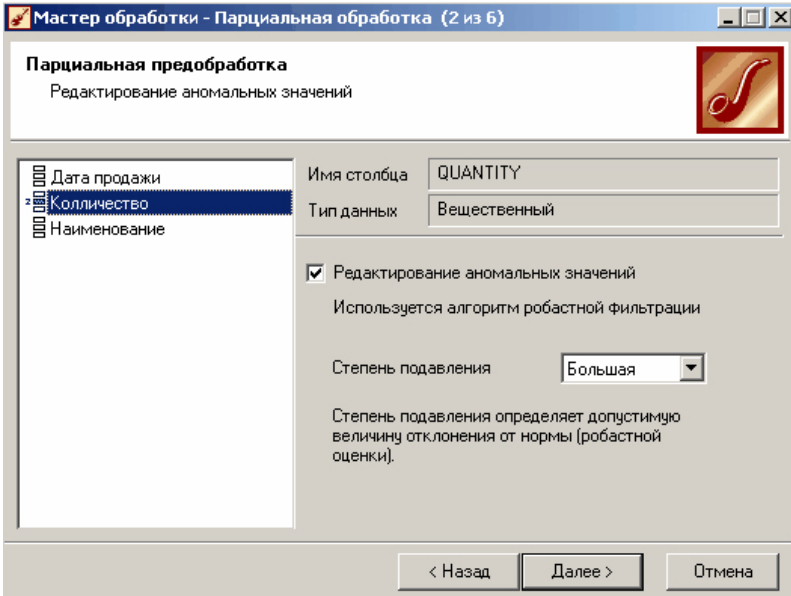 Мастер обработки - Парциальная обработка (2 из 6)
Парциальная предобработка
Редактирование аномальных значений
Дата продажи
Колличество
Наименование
Имя столбца QUANTITY
Тип данных Вещественный
Редактирование аномальных значений
Используется алгоритм робастной фильтрации
Степень подавления Большая
Степень подавления определяет допустимую
величину отклонения от нормы (робастной
оценки).
< Назад Далее > Отмена